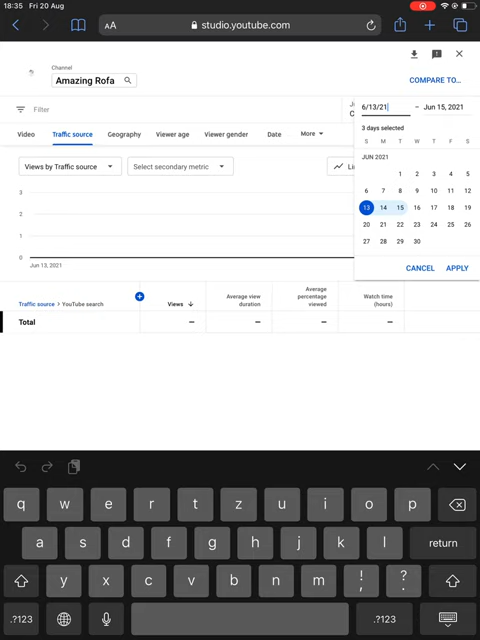 18:35 Fri 20 Aug
AA studio.youtube.com
Channel
Amazing Rofa
COMPARE TO...
Filter
6/13/21 – Jun 15, 2021
3 days selected
S M T W T F S
JUN 2021
1 2 3 4 5
6 7 8 9 10 11 12
13 14 15 16 17 18 19
20 21 22 23 24 25 26
27 28 29 30
CANCEL APPLY
Video Traffic source Geography Viewer age Viewer gender Date More
Views by Traffic source Select secondary metric
3
2
1
0
Jun 13, 2021
Traffic source > YouTube search Views Average view duration Average percentage viewed Watch time (hours)
Total – – – –
q w e r t z u i o p
a s d f g h j k l return
y x c v b n m ! , ? .
.?123 .?123